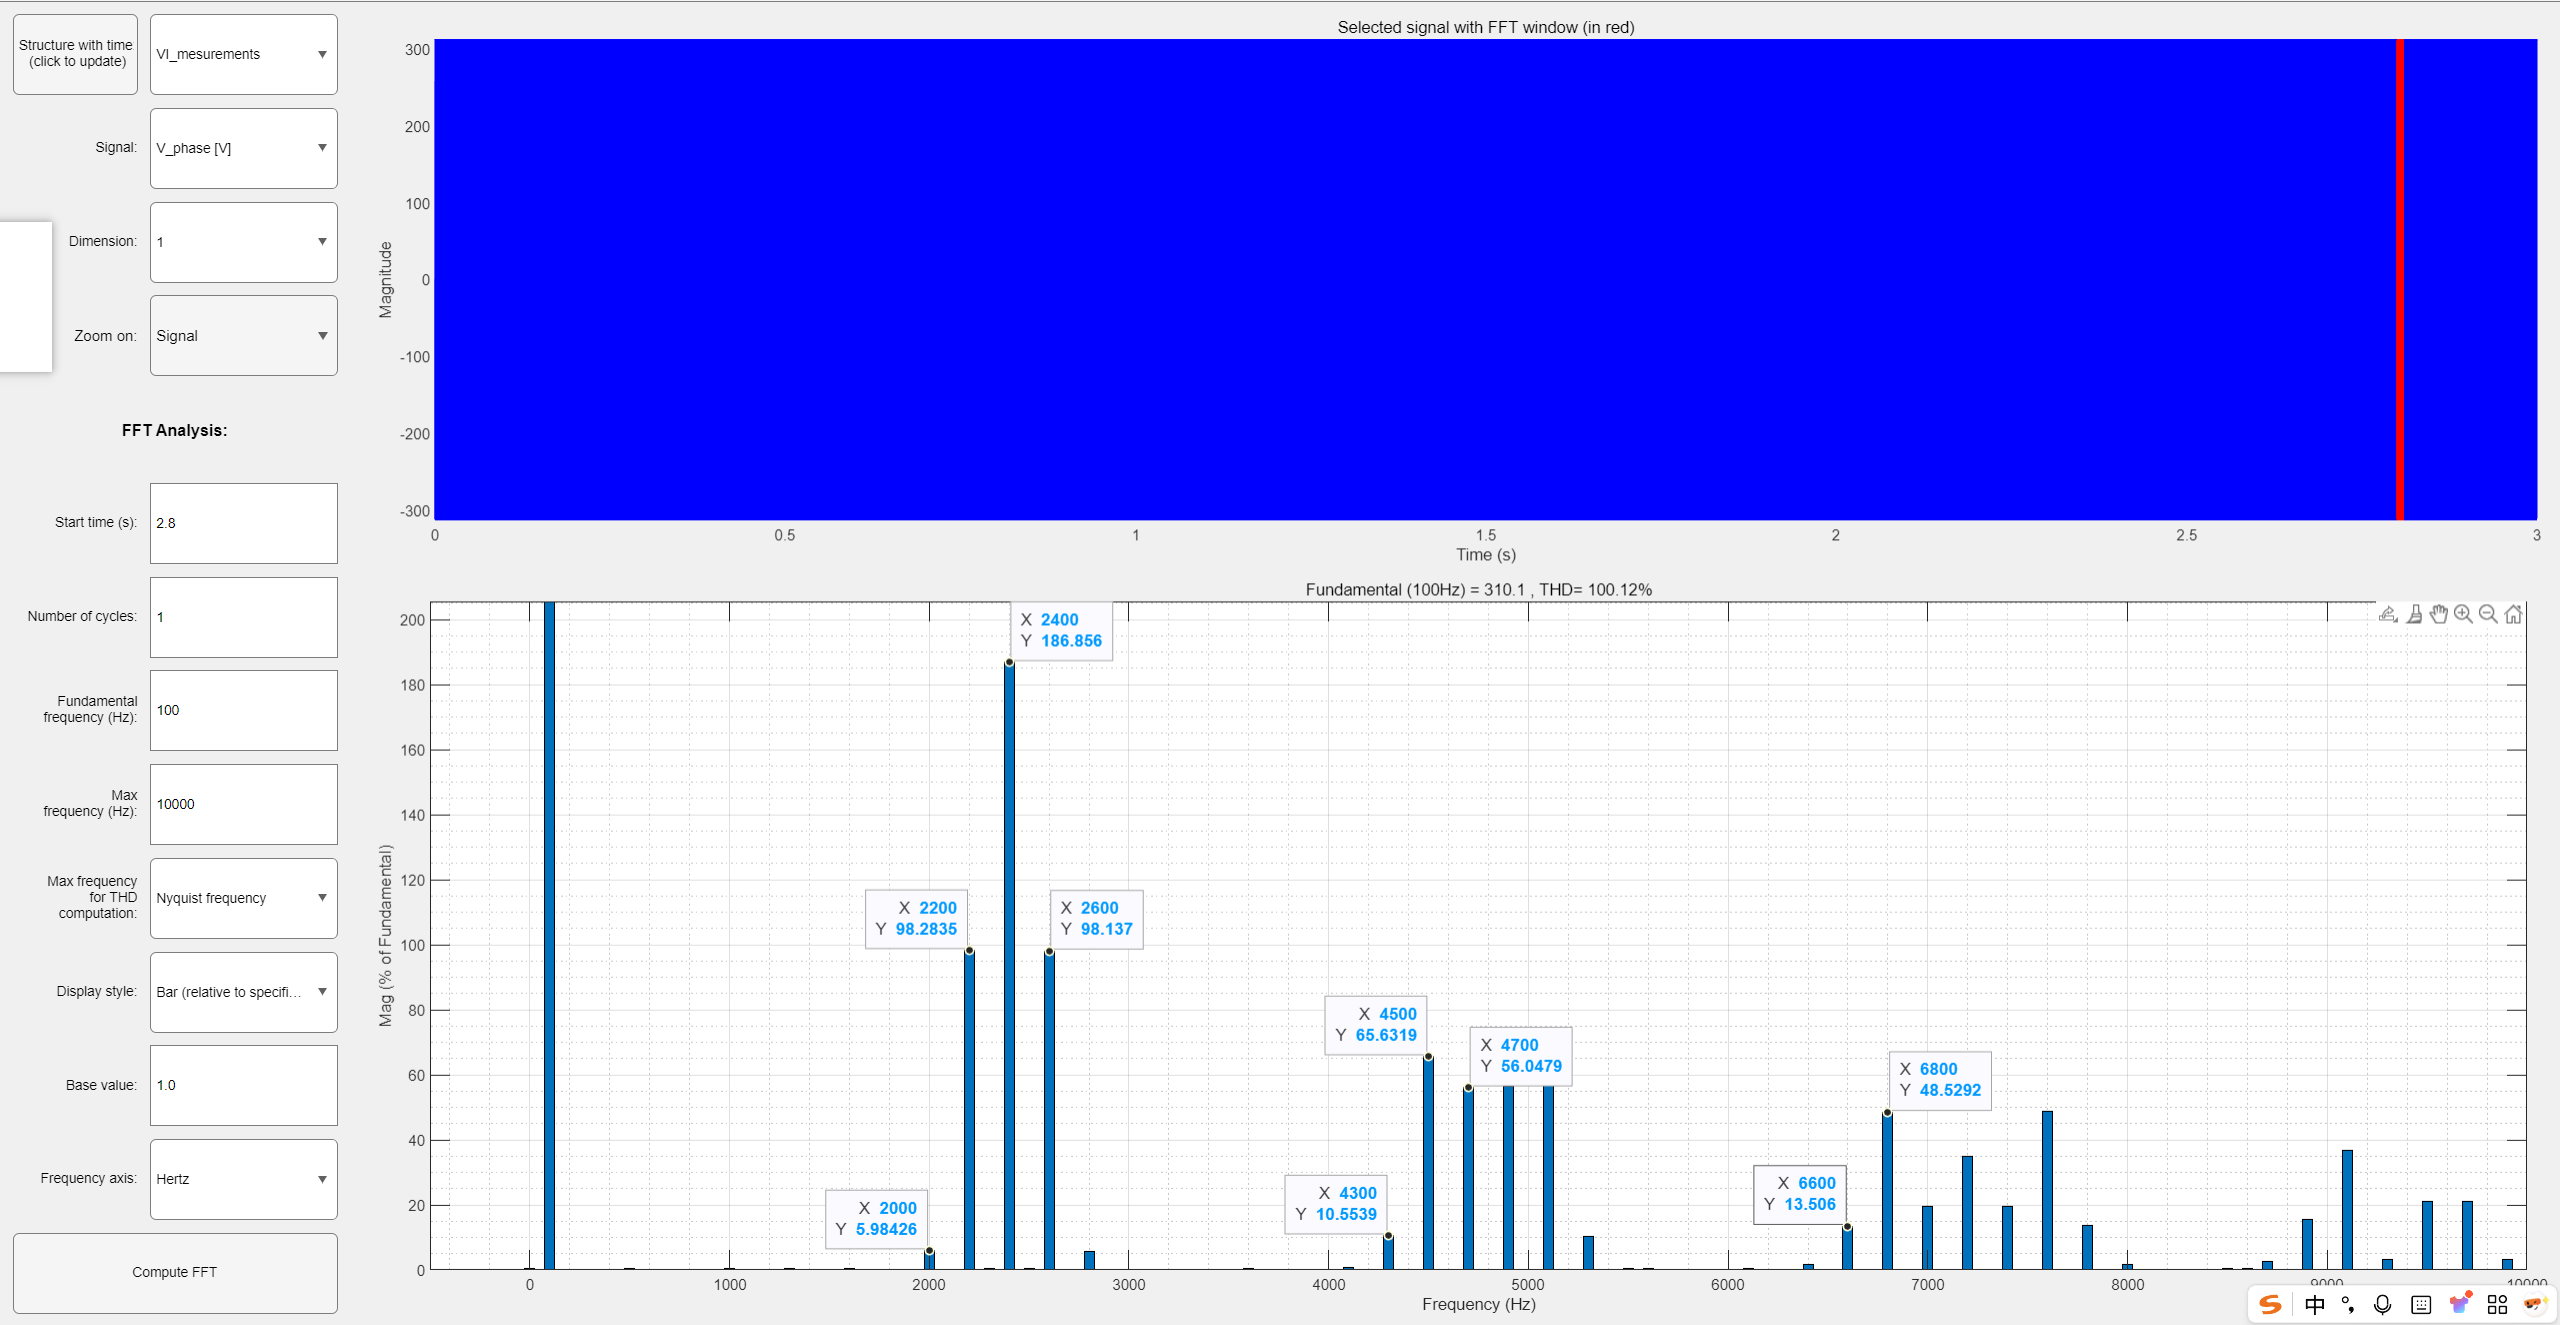 Structure with time
(click to update)
VI_mesurements
Signal:
V_phase [V]
Dimension:
1
Zoom on:
Signal
FFT Analysis:
Start time (s):
2.8
Number of cycles:
1
Fundamental
frequency (Hz):
100
Max
frequency (Hz):
10000
Max frequency
for THD
computation:
Nyquist frequency
Display style:
Bar (relative to specifi...
Base value:
1.0
Frequency axis:
Hertz
Compute FFT
Selected signal with FFT window (in red)
300
200
100
0
-100
-200
-300
Magnitude
0
0.5
1
1.5
2
2.5
3
Time (s)
Fundamental (100Hz) = 310.1 , THD= 100.12%
200
180
160
140
120
100
80
60
40
20
0
Mag (% of Fundamental)
X 2400
Y 186.856
X 2200
Y 98.2835
X 2600
Y 98.137
X 4500
Y 65.6319
X 4700
Y 56.0479
X 6800
Y 48.5292
X 2000
Y 5.98426
X 4300
Y 10.5539
X 6600
Y 13.506
0
1000
2000
3000
4000
5000
6000
7000
8000
9000
10000
Frequency (Hz)
S 中